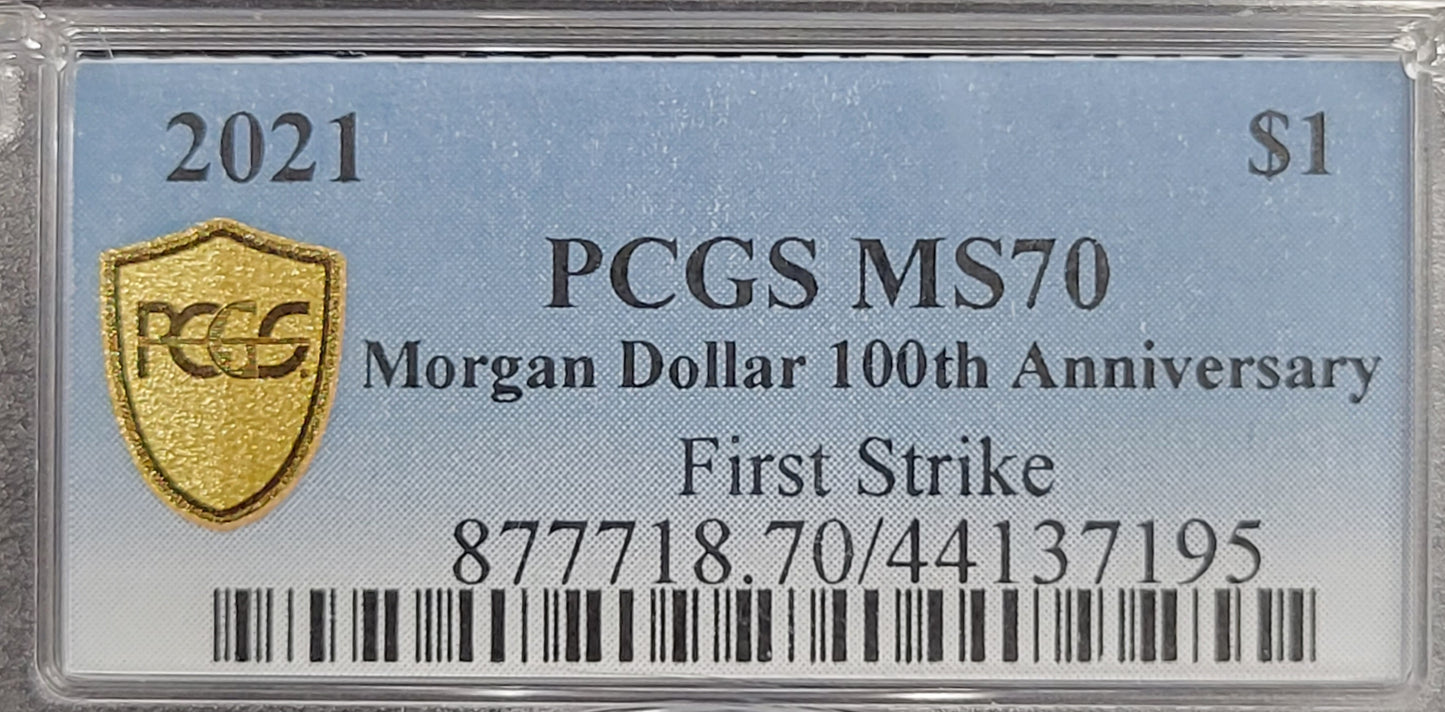 2021 $1
PCGS MS70
PCGS
Morgan Dollar 100th Anniversary
First Strike
877718.70/44137195